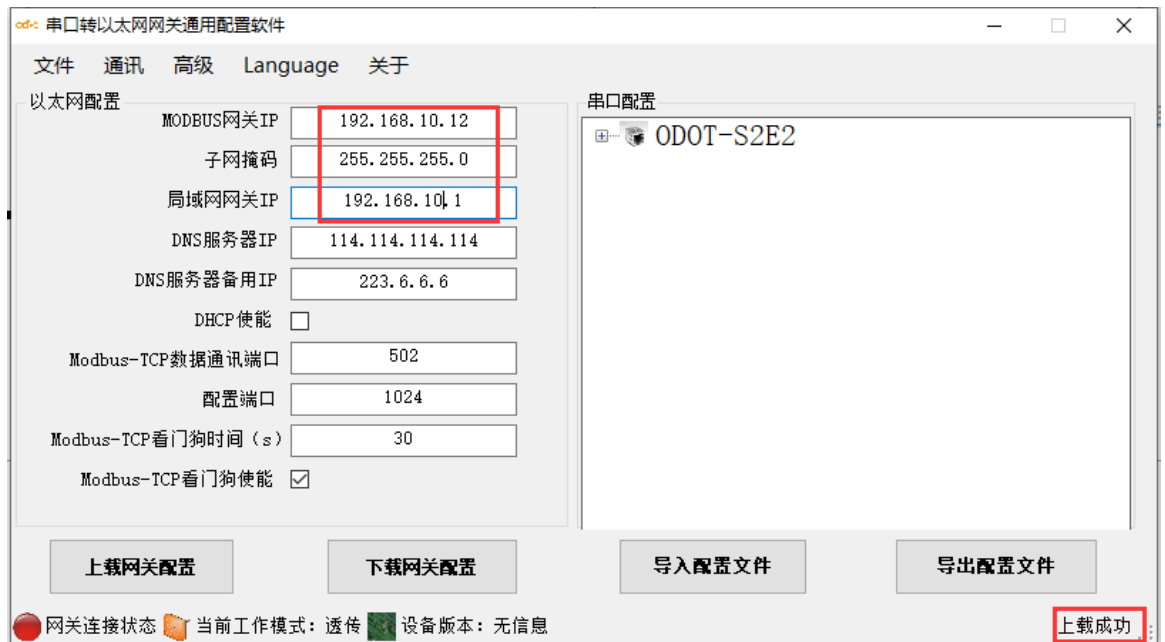 odot 串口转以太网网关通用配置软件
文件 通讯 高级 Language 关于
以太网配置
MODBUS网关IP 192.168.10.12
子网掩码 255.255.255.0
局域网网关IP 192.168.10.1
DNS服务器IP 114.114.114.114
DNS服务器备用IP 223.6.6.6
DHCP使能
Modbus-TCP数据通讯端口 502
配置端口 1024
Modbus-TCP看门狗时间（s） 30
Modbus-TCP看门狗使能
串口配置
ODOT-S2E2
上载网关配置 下载网关配置 导入配置文件 导出配置文件
网关连接状态 当前工作模式：透传 设备版本：无信息 上载成功